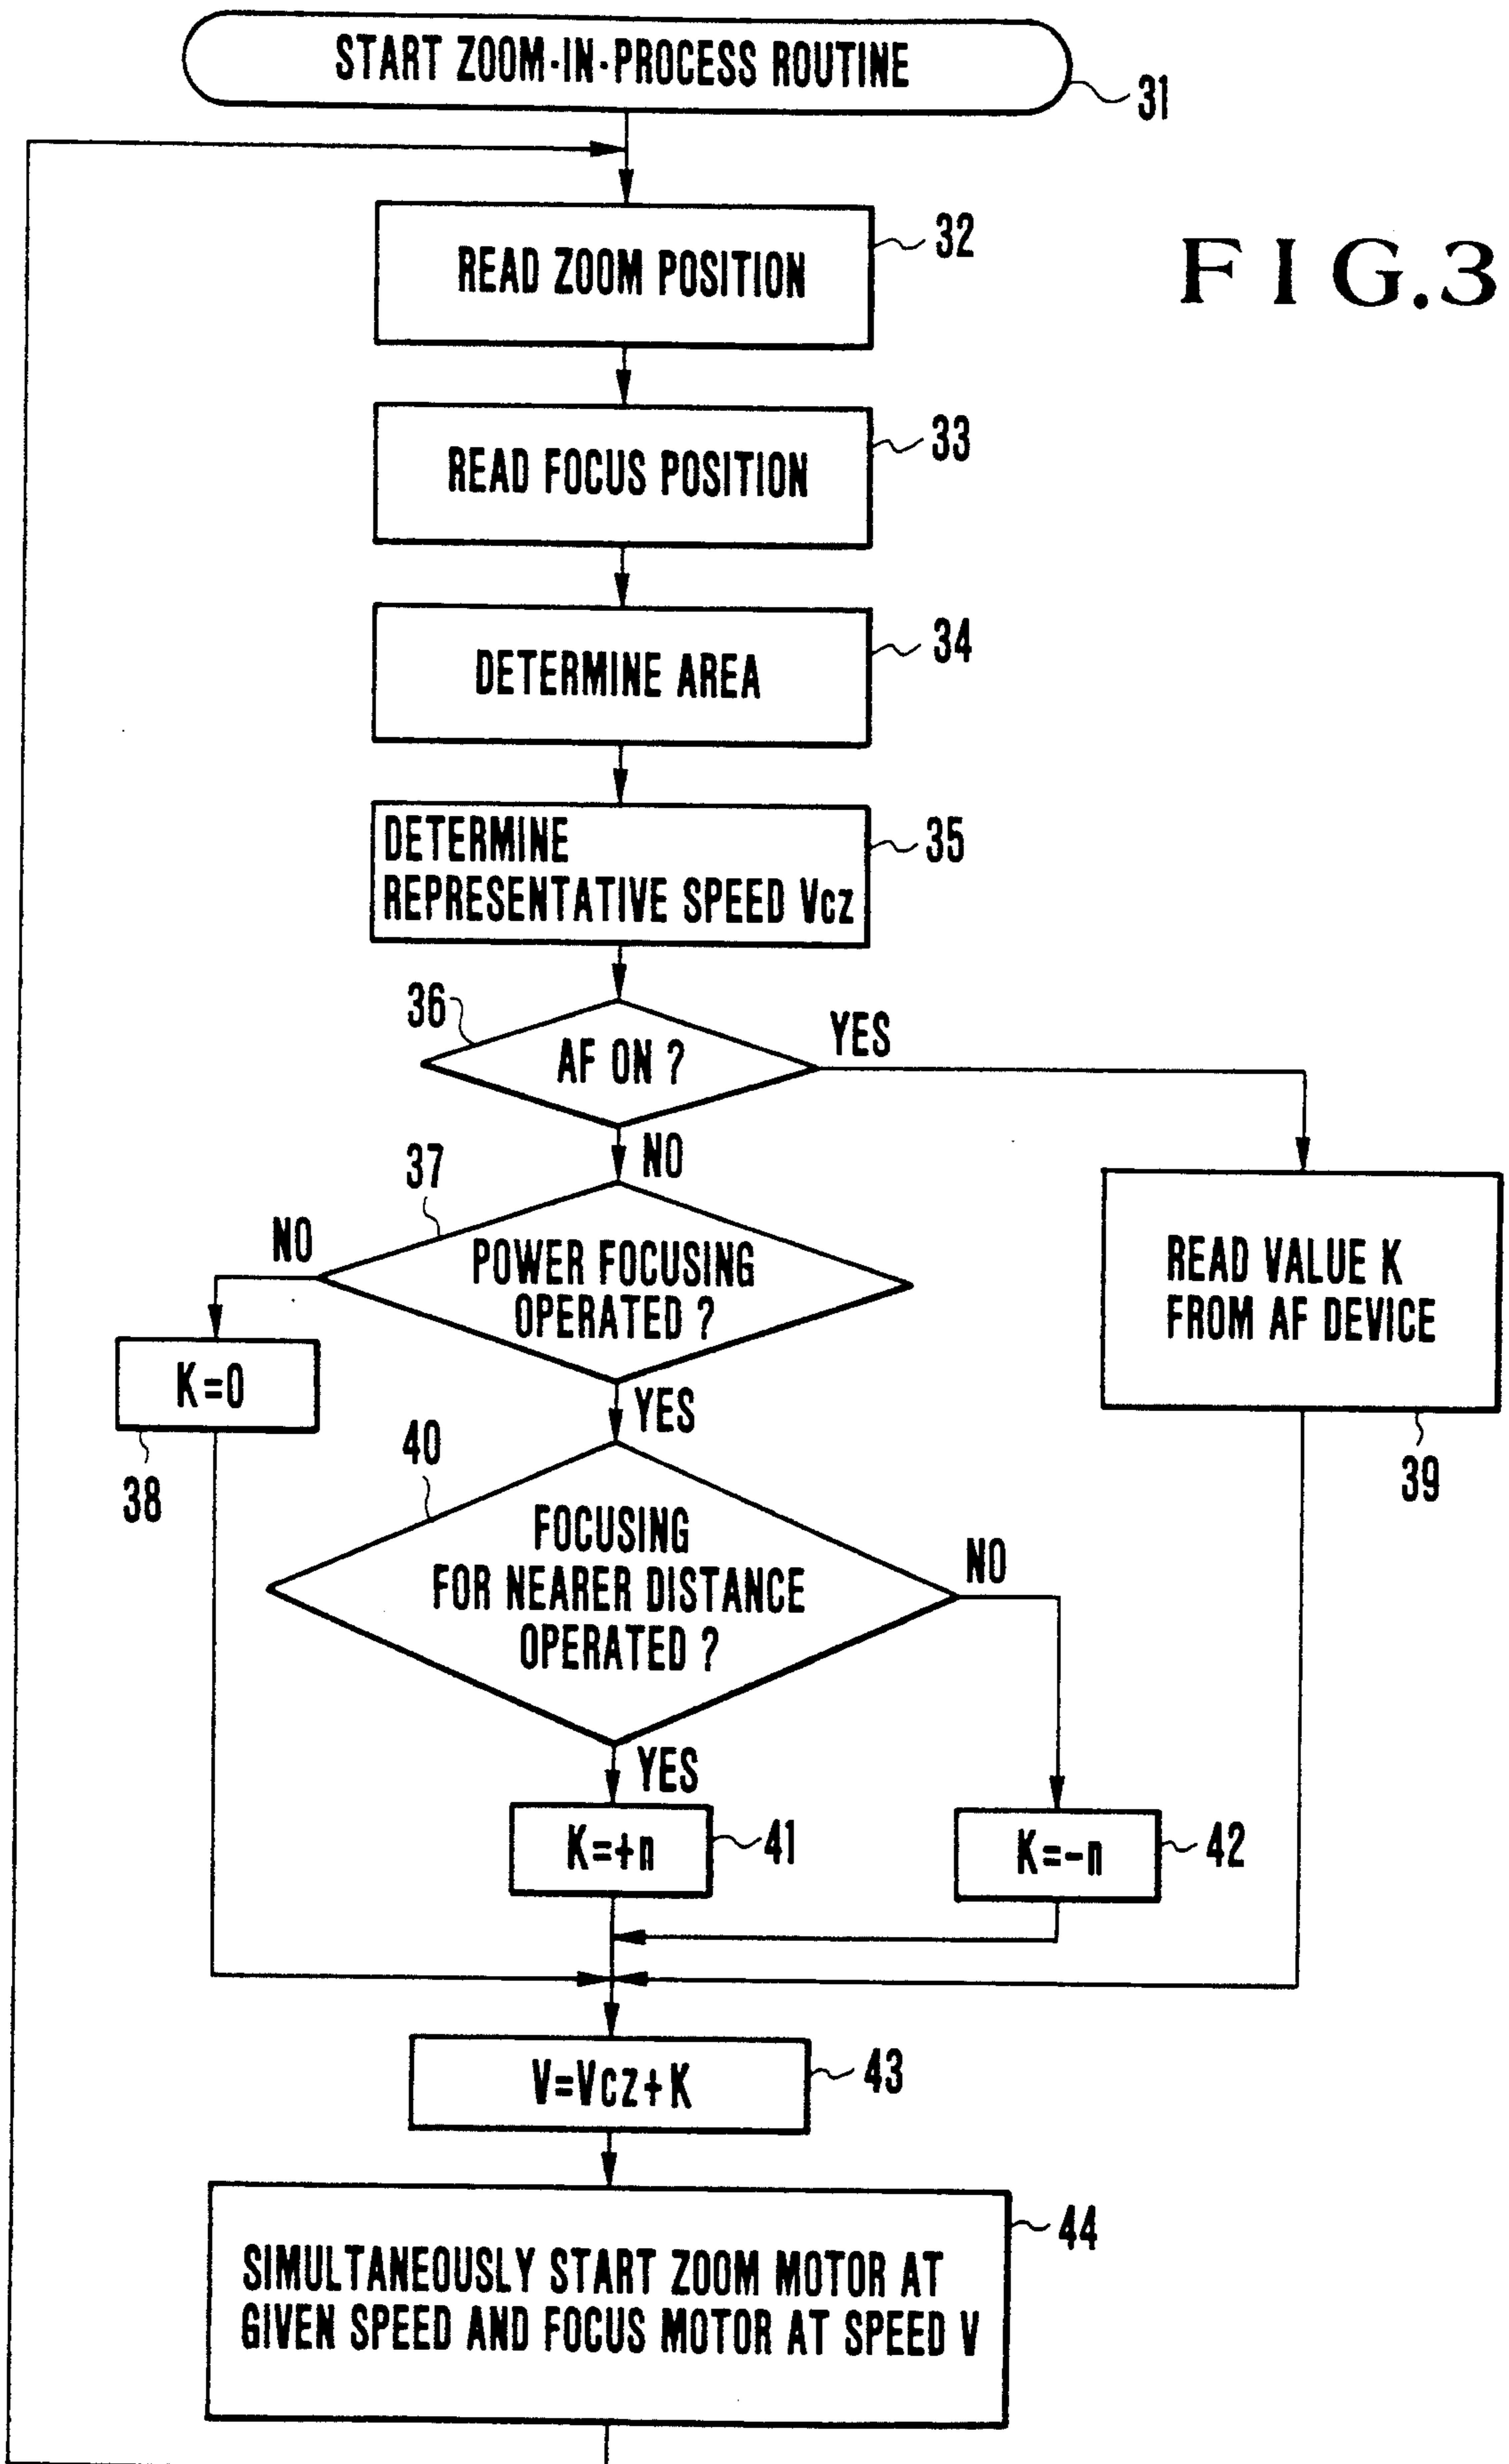 START ZOOM-IN-PROCESS ROUTINE
31
FIG.3
READ ZOOM POSITION
32
READ FOCUS POSITION
33
DETERMINE AREA
34
DETERMINE
REPRESENTATIVE SPEED Vcz
35
36
AF ON ?
YES
NO
37
POWER FOCUSING
OPERATED ?
NO
YES
K=0
38
READ VALUE K
FROM AF DEVICE
39
40
FOCUSING
FOR NEARER DISTANCE
OPERATED ?
NO
YES
K=+n
41
K=-n
42
V=Vcz+K
43
SIMULTANEOUSLY START ZOOM MOTOR AT
GIVEN SPEED AND FOCUS MOTOR AT SPEED V
44